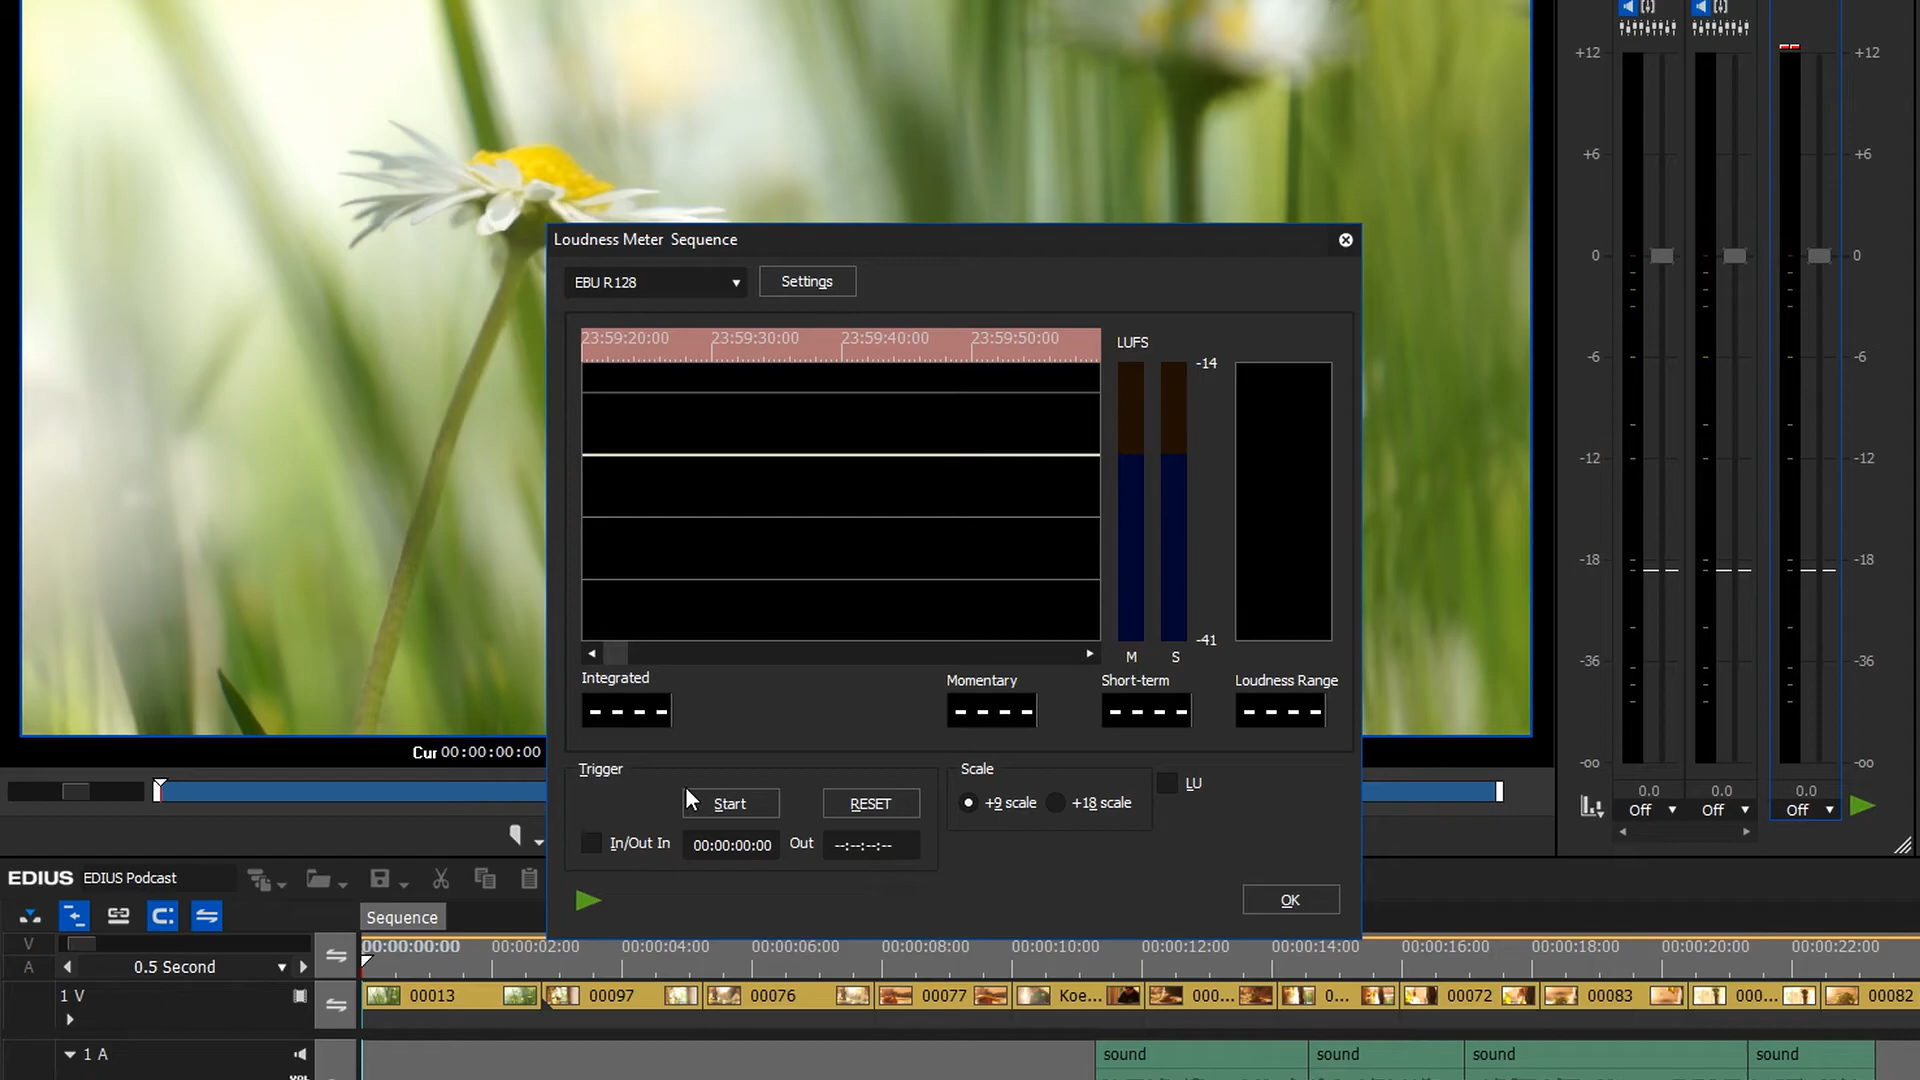 +12 +12
+6 +6
0 0
-6 -6
-12 -12
-18 -18
-36 -36
-oo -oo
0.0 0.0 0.0
Off Off Off
Loudness Meter Sequence
EBU R128 Settings
23:59:20:00 23:59:30:00 23:59:40:00 23:59:50:00
LUFS
-14
-41
M S
Integrated Momentary Short-term Loudness Range
- - - - - - - - - - - - - - - -
Trigger Scale LU
Start RESET +9 scale +18 scale
In/Out In 00:00:00:00 Out --:--:--:--
OK
Cur 00:00:00:00
EDIUS EDIUS Podcast
Sequence
V
A 0.5 Second
00:00:00:00 00:00:02:00 00:00:04:00 00:00:06:00 00:00:08:00 00:00:10:00 00:00:12:00 00:00:14:00 00:00:16:00 00:00:18:00 00:00:20:00 00:00:22:00
1 V 00013 00097 00076 00077 Koe... 000... 0... 00072 00083 000... 00082
1 A sound sound sound sound